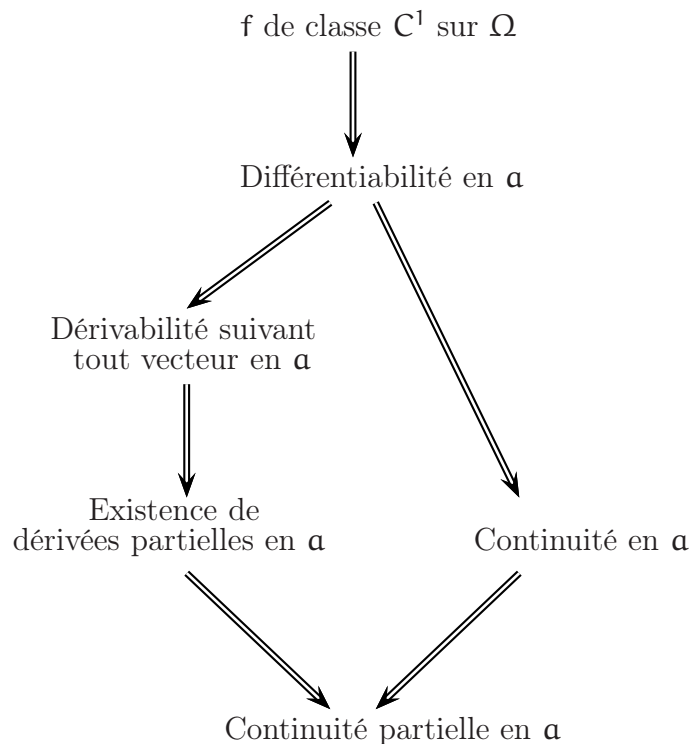 f de classe C¹ sur Ω
Différentiabilité en a
Dérivabilité suivant
tout vecteur en a
Existence de
dérivées partielles en a
Continuité en a
Continuité partielle en a